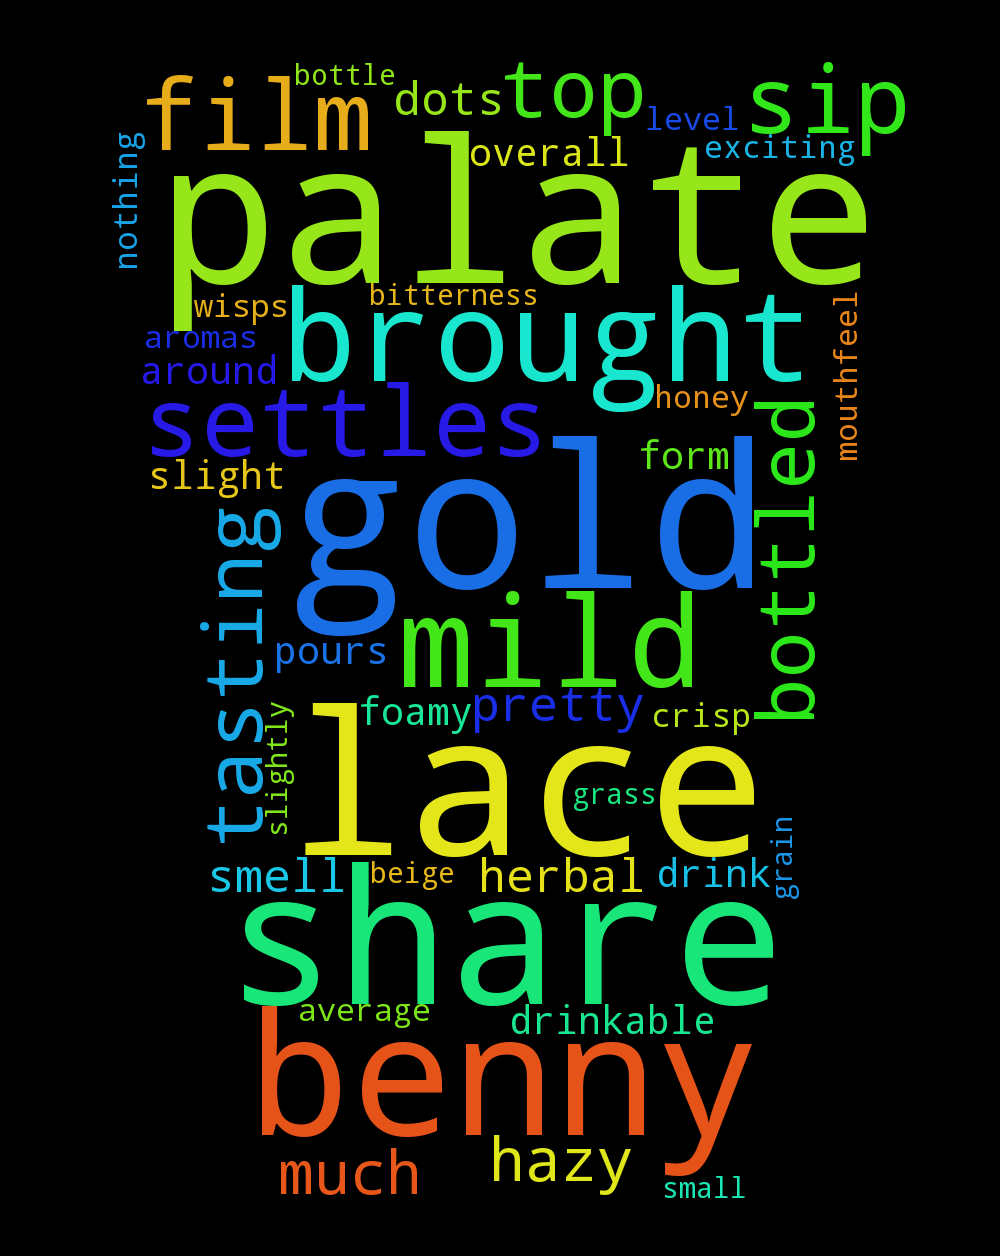 bottle
film
dots
top
sip
level
overall
exciting
nothing
palate
wisps
bitterness
brought
aromas
around
mouthfeel
settles
honey
bottled
slight
form
gold
tasting
mild
pours
foamy
pretty
crisp
slightly
lace
grass
grain
smell
beige
herbal
drink
share
average
drinkable
benny
much
hazy
small